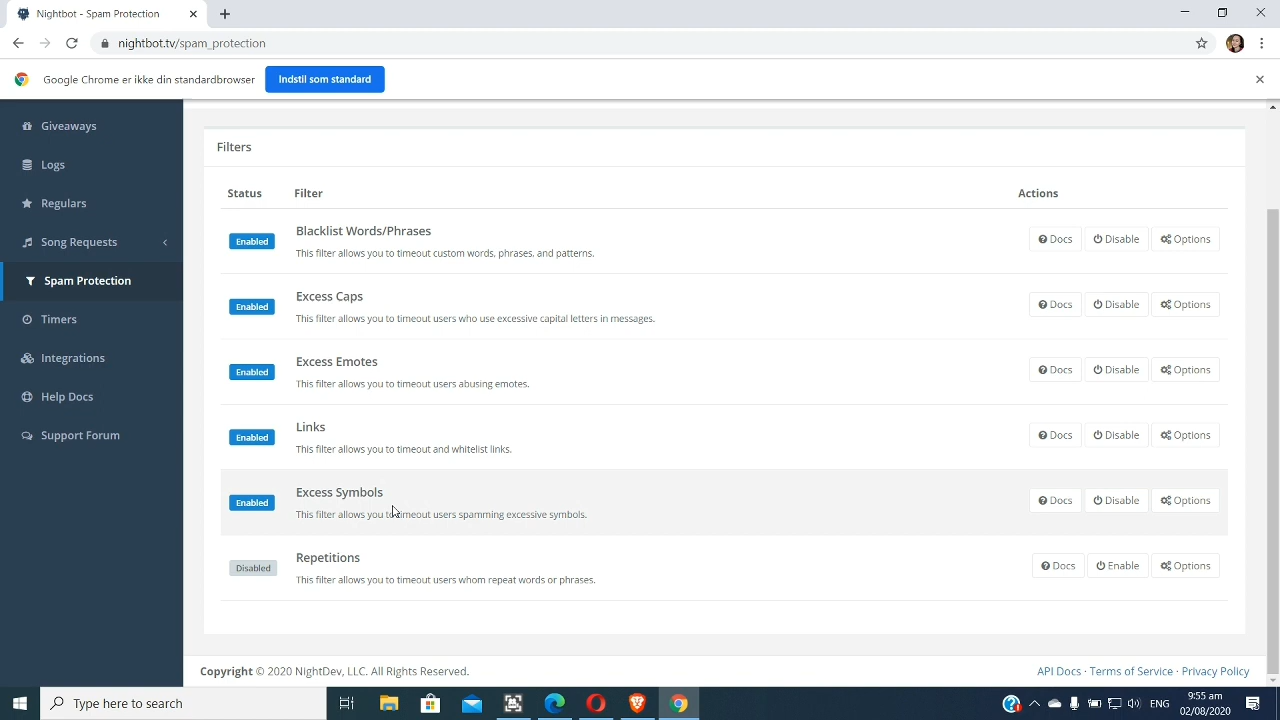 Nightbot - Spam Protection
nightbot.tv/spam_protection
Google Chrome er ikke din standardbrowser
Indstil som standard
Giveaways
Logs
Regulars
Song Requests
Spam Protection
Timers
Integrations
Help Docs
Support Forum
Filters
Status Filter Actions
Enabled Blacklist Words/Phrases Docs Disable Options
This filter allows you to timeout custom words, phrases, and patterns.
Enabled Excess Caps Docs Disable Options
This filter allows you to timeout users who use excessive capital letters in messages.
Enabled Excess Emotes Docs Disable Options
This filter allows you to timeout users abusing emotes.
Enabled Links Docs Disable Options
This filter allows you to timeout and whitelist links.
Enabled Excess Symbols Docs Disable Options
This filter allows you to timeout users spamming excessive symbols.
Disabled Repetitions Docs Enable Options
This filter allows you to timeout users whom repeat words or phrases.
Copyright © 2020 NightDev, LLC. All Rights Reserved.
API Docs · Terms of Service · Privacy Policy
Type here to search
ENG
9:55 am
02/08/2020